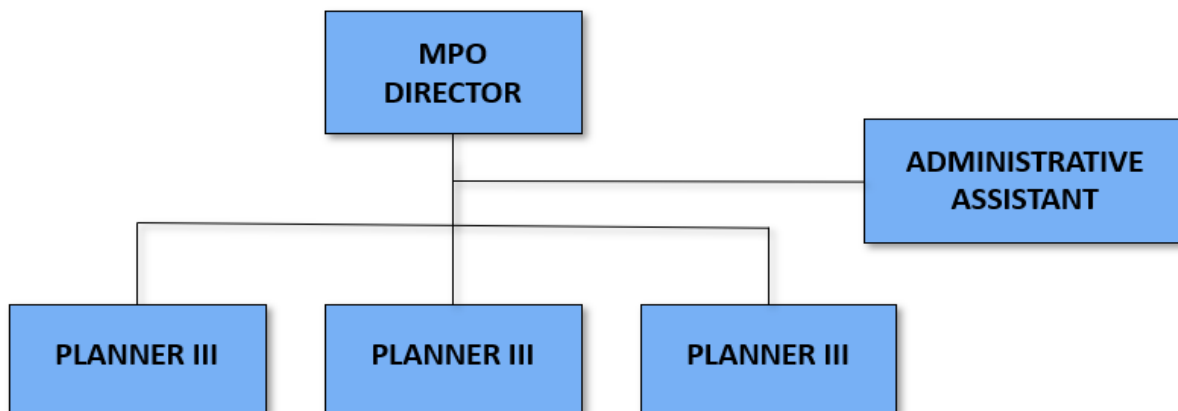 MPO
DIRECTOR
ADMINISTRATIVE
ASSISTANT
PLANNER III
PLANNER III
PLANNER III